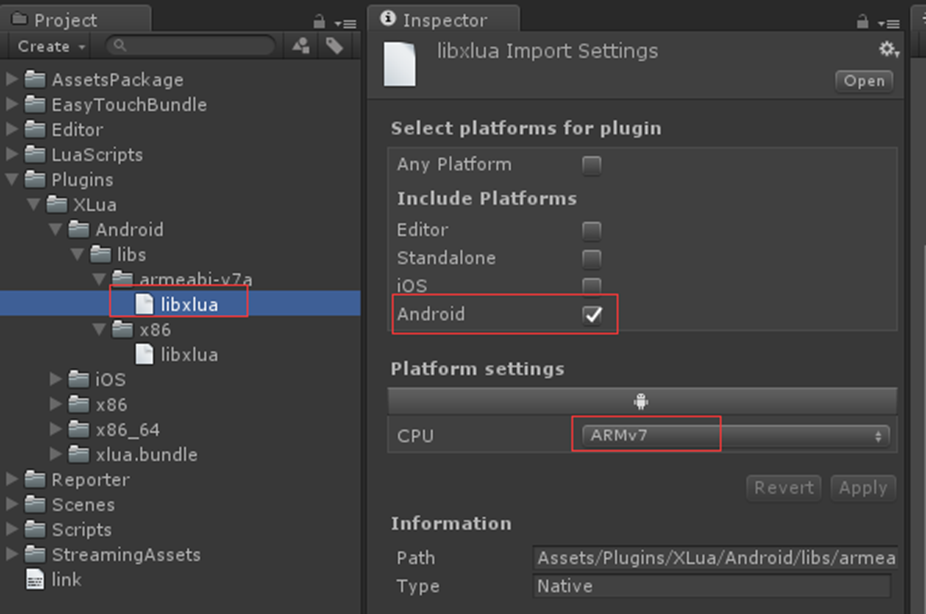 Project
Create
AssetsPackage
EasyTouchBundle
Editor
LuaScripts
Plugins
XLua
Android
libs
armeabi-v7a
libxlua
x86
libxlua
iOS
x86
x86_64
xlua.bundle
Reporter
Scenes
Scripts
StreamingAssets
link
Inspector
libxlua Import Settings
Open
Select platforms for plugin
Any Platform
Include Platforms
Editor
Standalone
iOS
Android
Platform settings
CPU ARMv7
Revert Apply
Information
Path Assets/Plugins/XLua/Android/libs/armea
Type Native